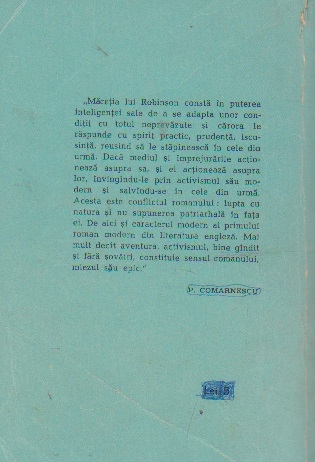 „Măreția lui Robinson constă în puterea
inteligenței sale de a se adapta unor con-
diții cu totul neprevăzute și cărora le
răspunde cu spirit practic, prudență, iscu-
sință, reușind să le stăpînească în cele din
urmă. Dacă mediul și împrejurările acțio-
nează asupra sa, și el acționează asupra
lor, învingîndu-le prin activismul său mo-
dern și salvîndu-se în cele din urmă.
Acesta este conflictul romanului: lupta cu
natura și nu supunerea patriarhală în fața
ei. De aici și caracterul modern al primului
roman modern din literatura engleză. Mai
mult decît aventura, activismul, bine gîndit
și fără șovăiri, constituie sensul romanului,
miezul său epic.”
P. COMARNESCU
Lei 5